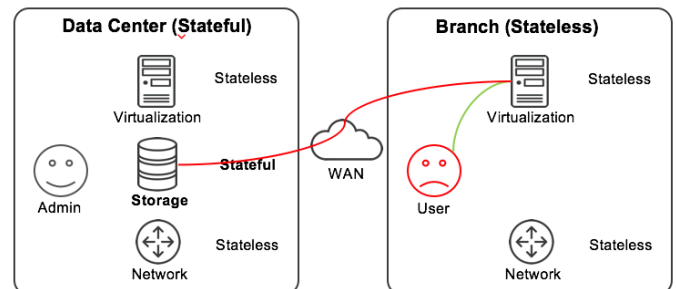 Data Center (Stateful)
Stateless
Virtualization
Stateful
Storage
Admin
Stateless
Network
WAN
Branch (Stateless)
Stateless
Virtualization
User
Stateless
Network